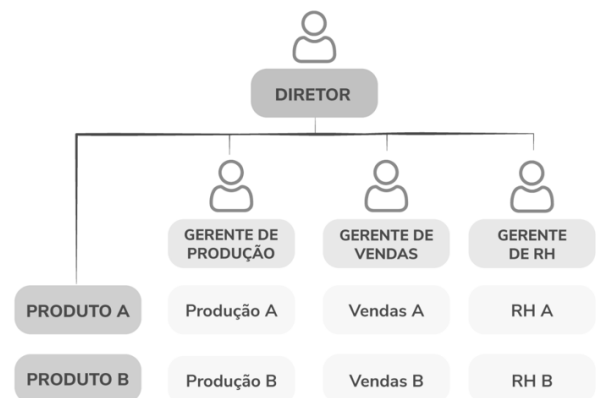 DIRETOR
GERENTE DE
PRODUÇÃO
GERENTE DE
VENDAS
GERENTE
DE RH
PRODUTO A
Produção A
Vendas A
RH A
PRODUTO B
Produção B
Vendas B
RH B